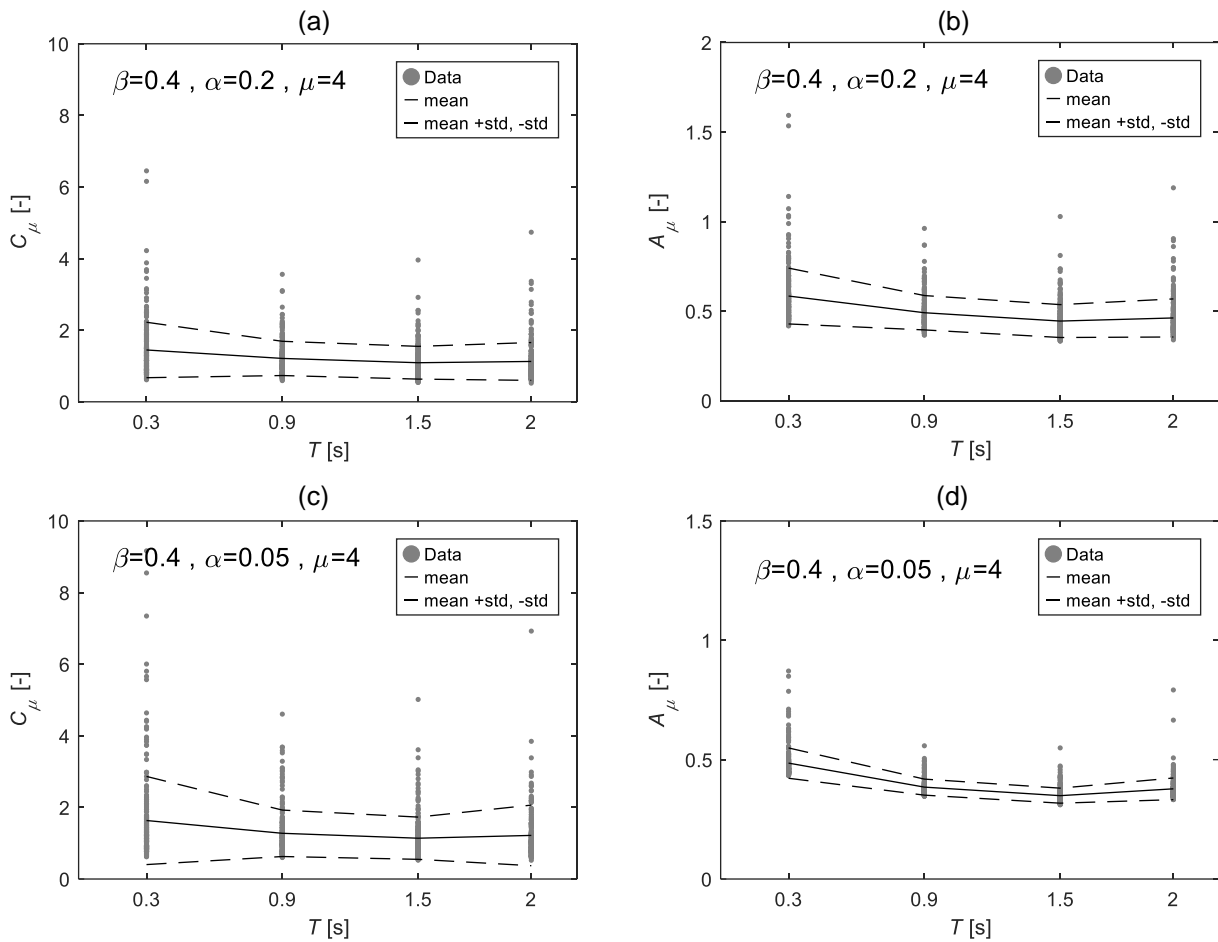 (a)
β=0.4 , α=0.2 , μ=4
Data
mean
mean +std, -std
10
8
6
4
2
0
C μ [-]
0.3 0.9 1.5 2
T [s]
(b)
β=0.4 , α=0.2 , μ=4
Data
mean
mean +std, -std
2
1.5
1
0.5
0
A μ [-]
0.3 0.9 1.5 2
T [s]
(c)
β=0.4 , α=0.05 , μ=4
Data
mean
mean +std, -std
10
8
6
4
2
0
C μ [-]
0.3 0.9 1.5 2
T [s]
(d)
β=0.4 , α=0.05 , μ=4
Data
mean
mean +std, -std
1.5
1
0.5
0
A μ [-]
0.3 0.9 1.5 2
T [s]